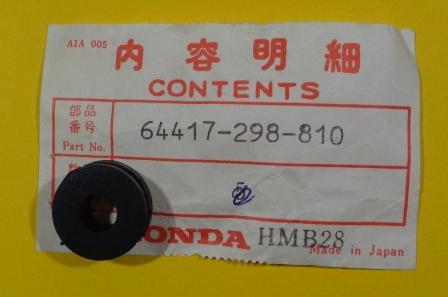 AIA 005
内容明細
CONTENTS
部品
番号
Part No.
64417-298-810
HONDA HMB28
Made in Japan